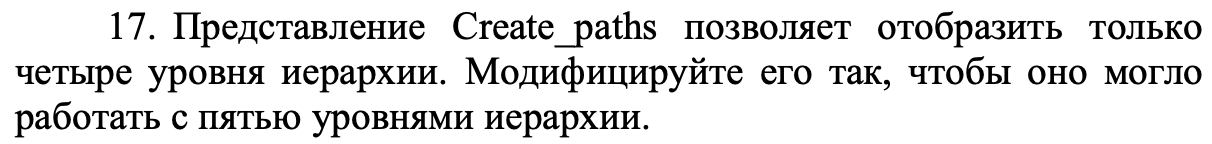 17. Представление Create_paths позволяет отобразить только
четыре уровня иерархии. Модифицируйте его так, чтобы оно могло
работать с пятью уровнями иерархии.